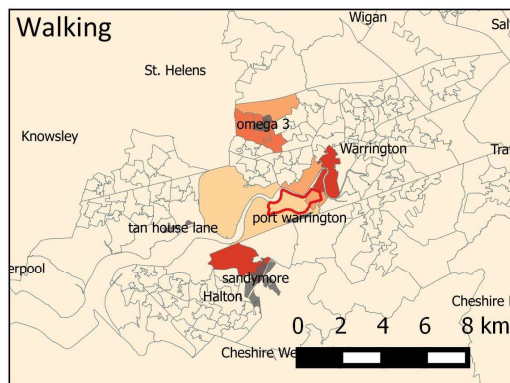 Walking
Wigan
Sal
St. Helens
omega 3
Knowsley
Warrington
Tra
port warrington
tan house lane
erpool
sandymore
Halton
Cheshire
0 2 4 6 8 km
Cheshire We